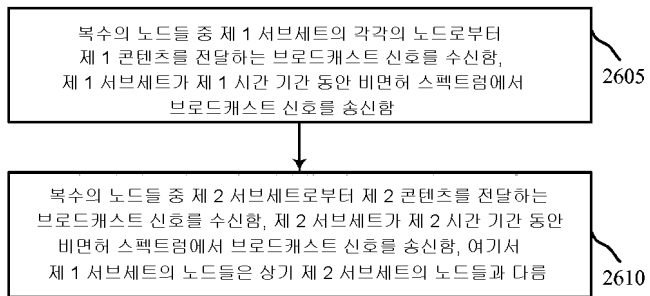 복수의 노드들 중 제 1 서브세트의 각각의 노드로부터
제 1 콘텐츠를 전달하는 브로드캐스트 신호를 수신함,
제 1 서브세트가 제 1 시간 기간 동안 비면허 스펙트럼에서
브로드캐스트 신호를 송신함
2605
복수의 노드들 중 제 2 서브세트로부터 제 2 콘텐츠를 전달하는
브로드캐스트 신호를 수신함, 제 2 서브세트가 제 2 시간 기간 동안
비면허 스펙트럼에서 브로드캐스트 신호를 송신함, 여기서
제 1 서브세트의 노드들은 상기 제 2 서브세트의 노드들과 다름
2610